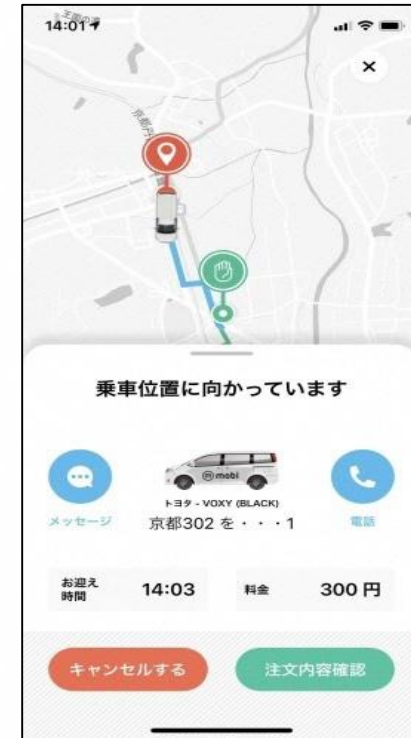 14:01
乗車位置に向かっています
mobi
トヨタ - VOXY (BLACK)
メッセージ
京都302 を・・・1
電話
お迎え
時間
14:03
料金
300 円
キャンセルする
注文内容確認